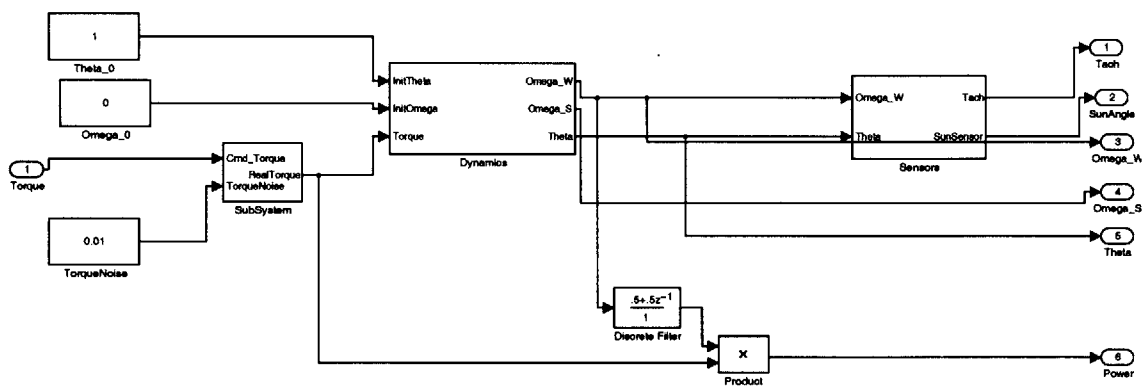 1
Theta_0
0
Omega_0
1
Torque
0.01
TorqueNoise
Cmd_Torque
RealTorque
TorqueNoise
SubSystem
InitTheta
InitOmega
Torque
Omega_W
Omega_S
Theta
Dynamics
Omega_W
Theta
Tach
SunSensor
Sensors
1
Tach
2
SunAngle
3
Omega_W
4
Omega_S
5
Theta
.5+.5z-1
1
Discrete Filter
×
Product
6
Power